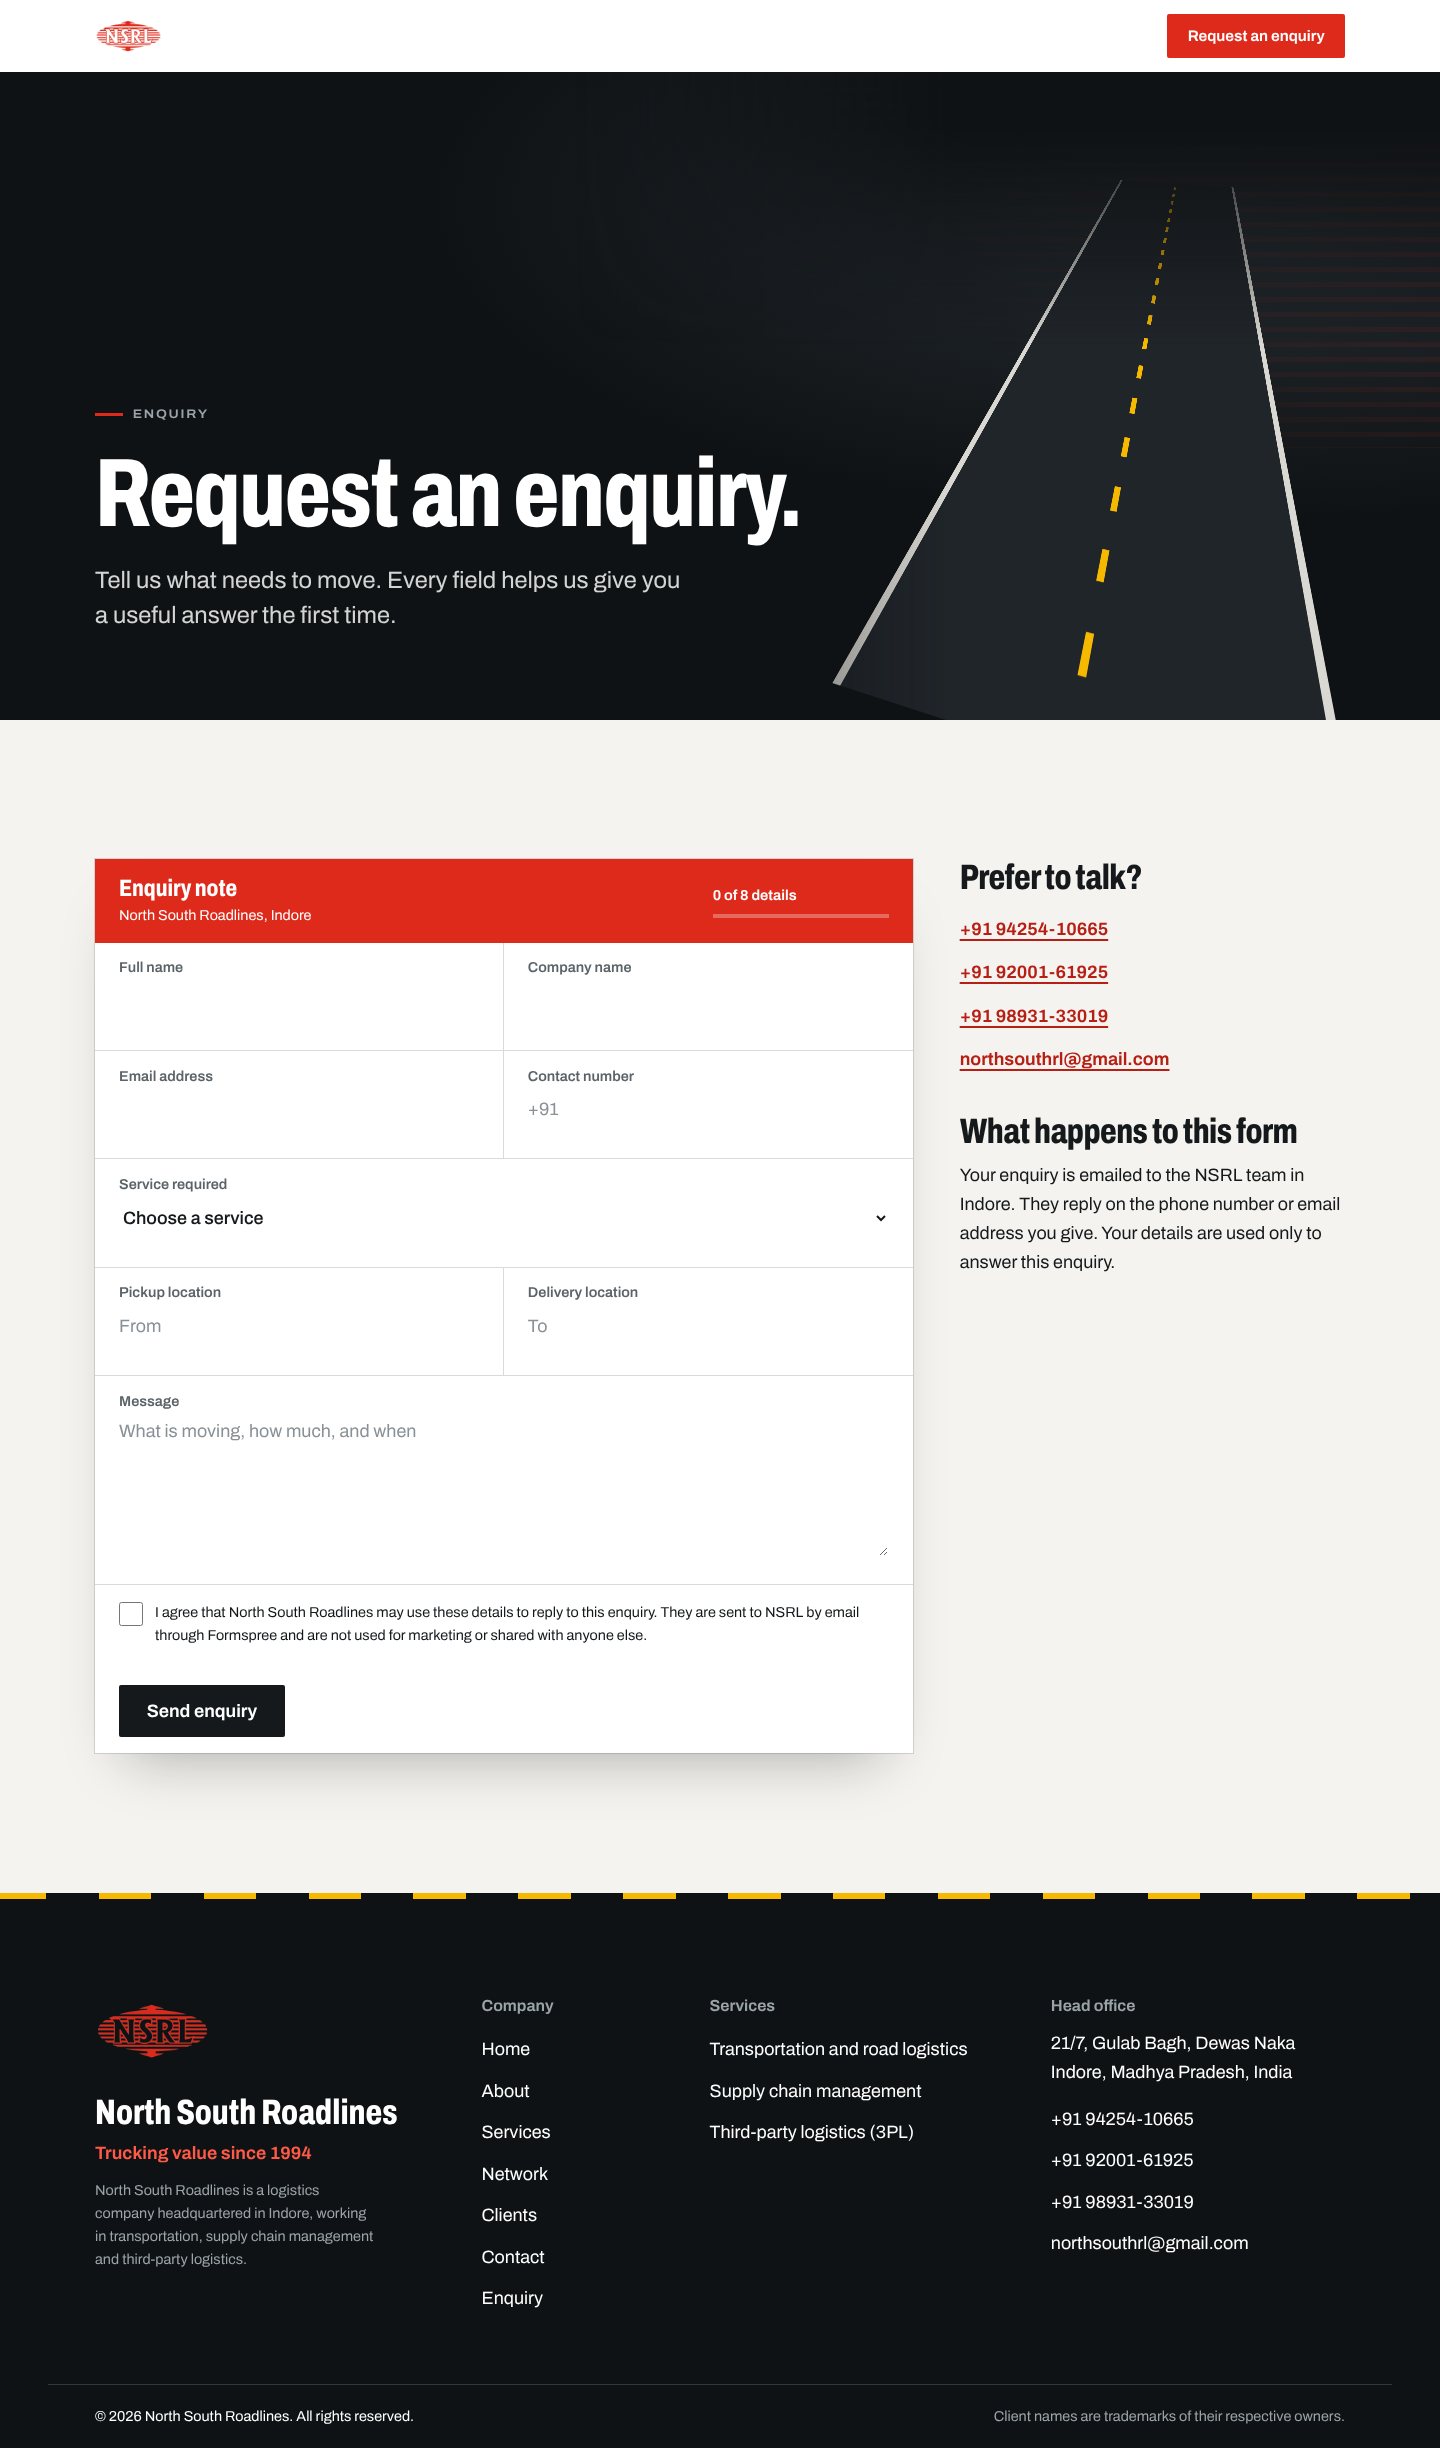 NSRL
Request an enquiry
ENQUIRY
Request an enquiry.
Tell us what needs to move. Every field helps us give you
a useful answer the first time.
Enquiry note
North South Roadlines, Indore
0 of 8 details
Full name
Company name
Email address
Contact number
+91
Service required
Choose a service
Pickup location
From
Delivery location
To
Message
What is moving, how much, and when
I agree that North South Roadlines may use these details to reply to this enquiry. They are sent to NSRL by email
through Formspree and are not used for marketing or shared with anyone else.
Send enquiry
Prefer to talk?
+91 94254-10665
+91 92001-61925
+91 98931-33019
northsouthrl@gmail.com
What happens to this form
Your enquiry is emailed to the NSRL team in
Indore. They reply on the phone number or email
address you give. Your details are used only to
answer this enquiry.
NSRL
North South Roadlines
Trucking value since 1994
North South Roadlines is a logistics
company headquartered in Indore, working
in transportation, supply chain management
and third-party logistics.
Company
Home
About
Services
Network
Clients
Contact
Enquiry
Services
Transportation and road logistics
Supply chain management
Third-party logistics (3PL)
Head office
21/7, Gulab Bagh, Dewas Naka
Indore, Madhya Pradesh, India
+91 94254-10665
+91 92001-61925
+91 98931-33019
northsouthrl@gmail.com
© 2026 North South Roadlines. All rights reserved.
Client names are trademarks of their respective owners.